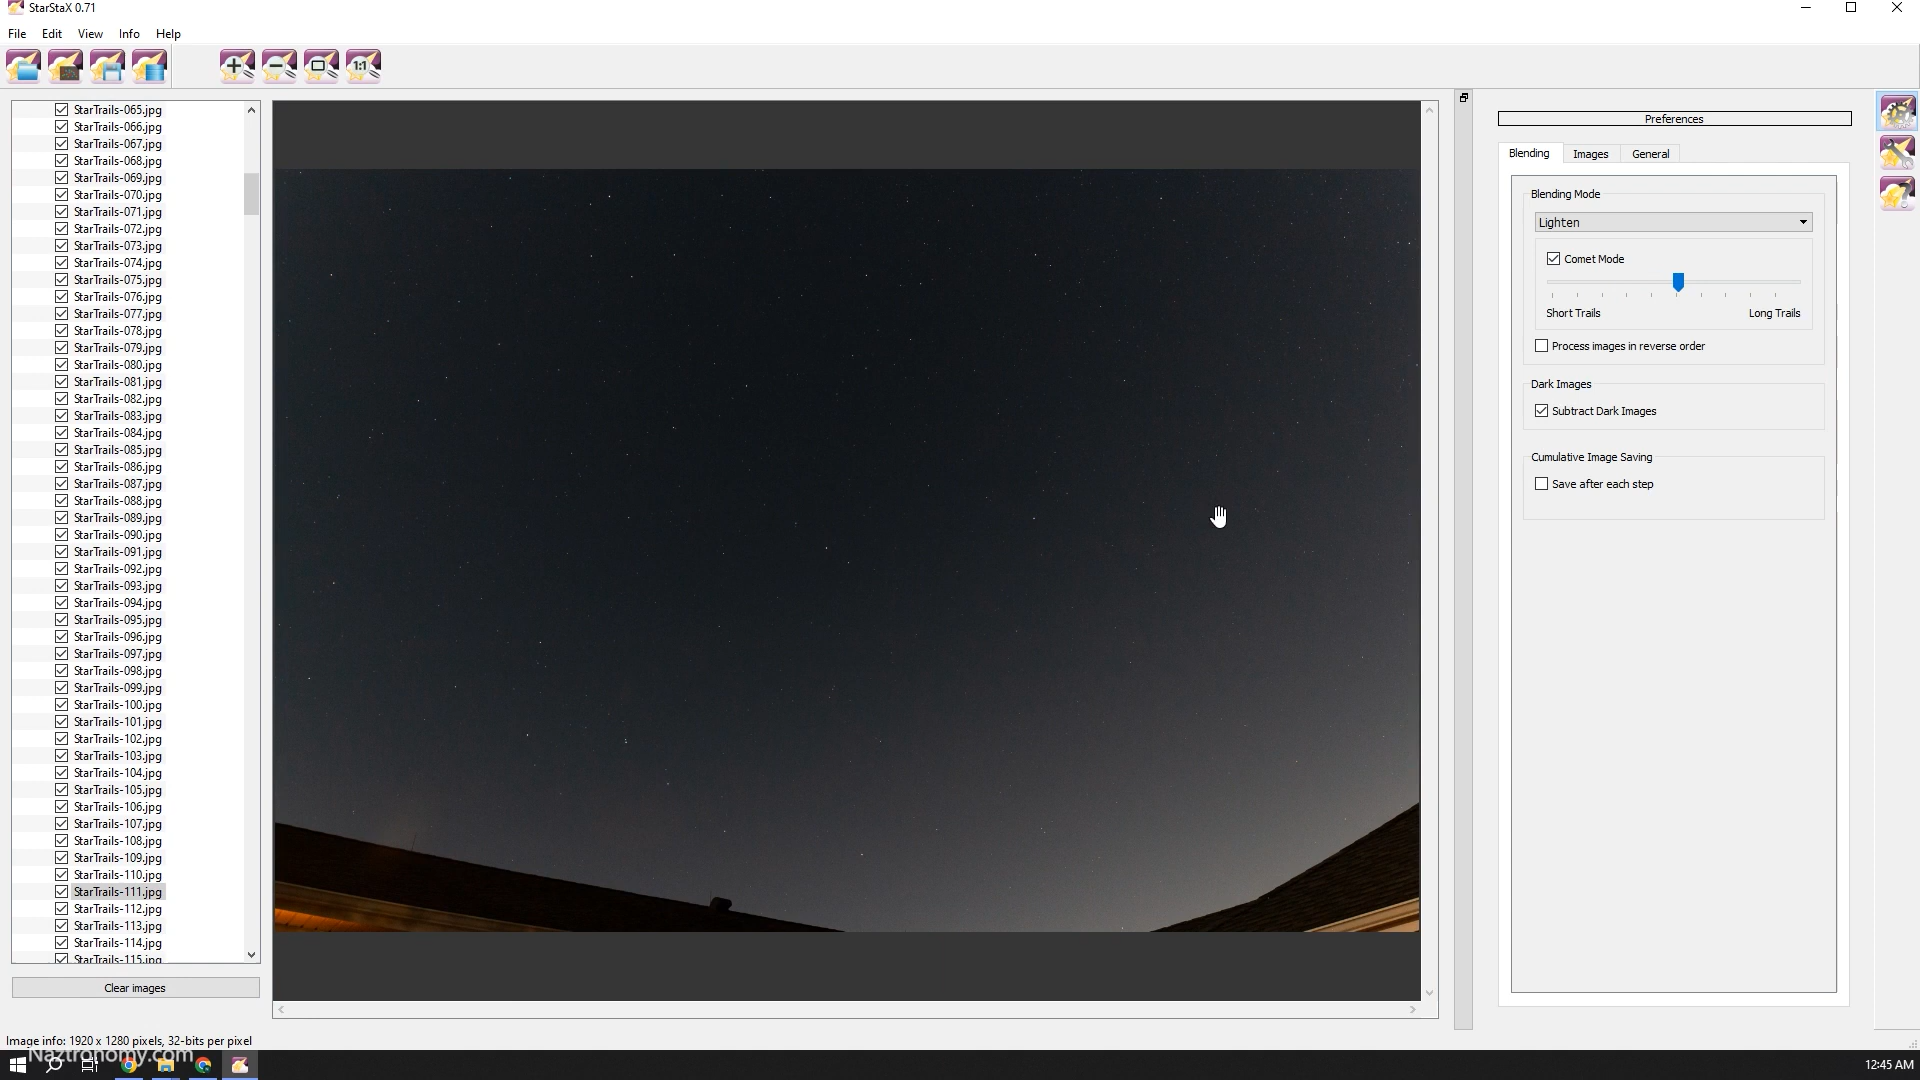 StarStaX 0.71
File Edit View Info Help
1:1
StarTrails-065.jpg
StarTrails-066.jpg
StarTrails-067.jpg
StarTrails-068.jpg
StarTrails-069.jpg
StarTrails-070.jpg
StarTrails-071.jpg
StarTrails-072.jpg
StarTrails-073.jpg
StarTrails-074.jpg
StarTrails-075.jpg
StarTrails-076.jpg
StarTrails-077.jpg
StarTrails-078.jpg
StarTrails-079.jpg
StarTrails-080.jpg
StarTrails-081.jpg
StarTrails-082.jpg
StarTrails-083.jpg
StarTrails-084.jpg
StarTrails-085.jpg
StarTrails-086.jpg
StarTrails-087.jpg
StarTrails-088.jpg
StarTrails-089.jpg
StarTrails-090.jpg
StarTrails-091.jpg
StarTrails-092.jpg
StarTrails-093.jpg
StarTrails-094.jpg
StarTrails-095.jpg
StarTrails-096.jpg
StarTrails-097.jpg
StarTrails-098.jpg
StarTrails-099.jpg
StarTrails-100.jpg
StarTrails-101.jpg
StarTrails-102.jpg
StarTrails-103.jpg
StarTrails-104.jpg
StarTrails-105.jpg
StarTrails-106.jpg
StarTrails-107.jpg
StarTrails-108.jpg
StarTrails-109.jpg
StarTrails-110.jpg
StarTrails-111.jpg
StarTrails-112.jpg
StarTrails-113.jpg
StarTrails-114.jpg
StarTrails-115.jpg
Clear images
Preferences
Blending Images General
Blending Mode
Lighten
Comet Mode
Short Trails Long Trails
Process images in reverse order
Dark Images
Subtract Dark Images
Cumulative Image Saving
Save after each step
Image info: 1920 x 1280 pixels, 32-bits per pixel
Naztronomy.com
12:45 AM